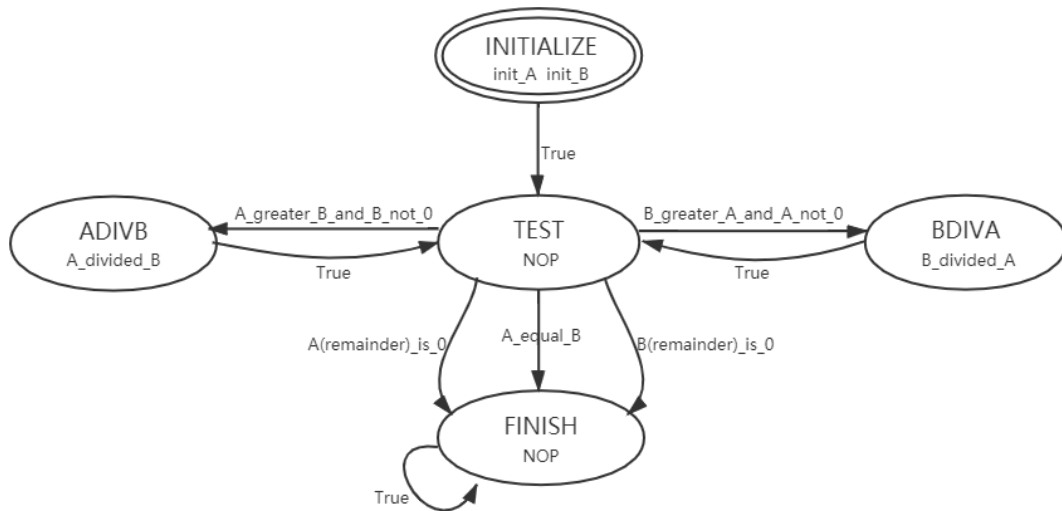 INITIALIZE
init_A init_B
True
A_greater_B_and_B_not_0
B_greater_A_and_A_not_0
ADIVB
A_divided_B
TEST
NOP
BDIVA
B_divided_A
True
True
A(remainder)_is_0
A_equal_B
B(remainder)_is_0
FINISH
NOP
True